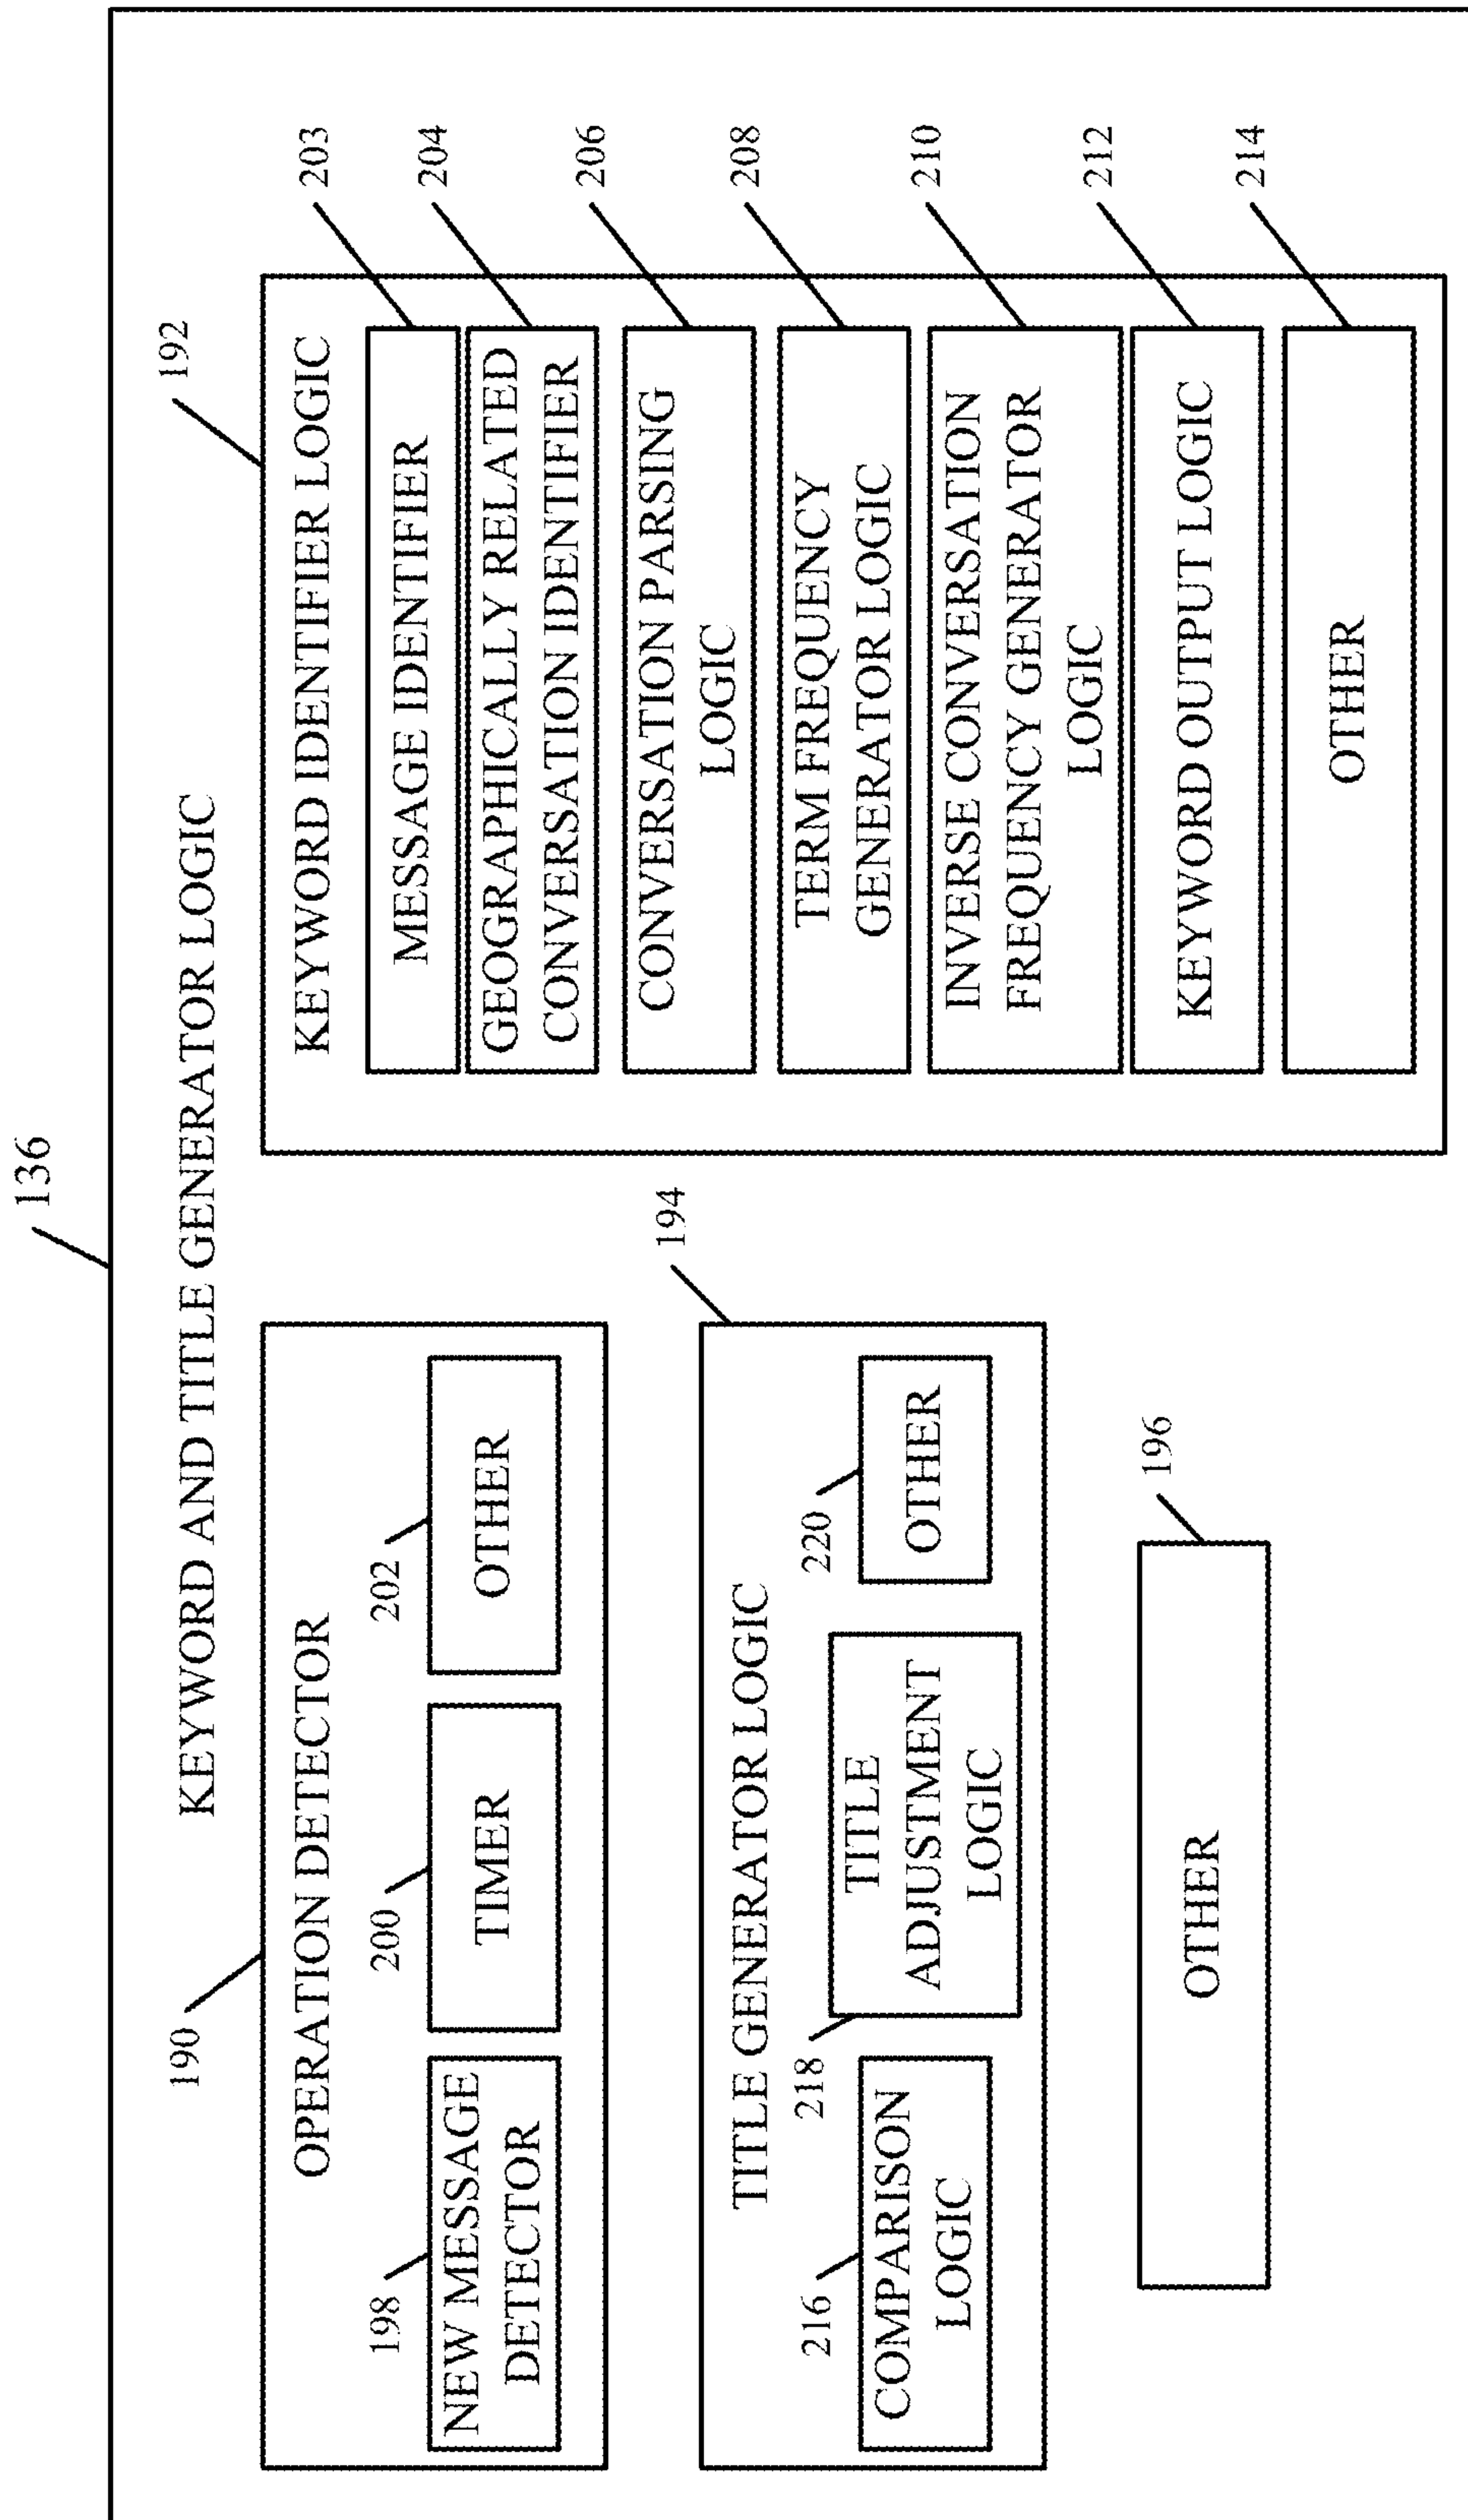 136
KEYWORD AND TITLE GENERATOR LOGIC
190
OPERATION DETECTOR
198
NEW MESSAGE
DETECTOR
200
TIMER
202
OTHER
194
TITLE GENERATOR LOGIC
216
COMPARISON
LOGIC
218
TITLE
ADJUSTMENT
LOGIC
220
OTHER
196
OTHER
192
KEYWORD IDENTIFIER LOGIC
203
MESSAGE IDENTIFIER
204
GEOGRAPHICALLY RELATED
CONVERSATION IDENTIFIER
206
CONVERSATION PARSING
LOGIC
208
TERM FREQUENCY
GENERATOR LOGIC
210
INVERSE CONVERSATION
FREQUENCY GENERATOR
LOGIC
212
KEYWORD OUTPUT LOGIC
214
OTHER